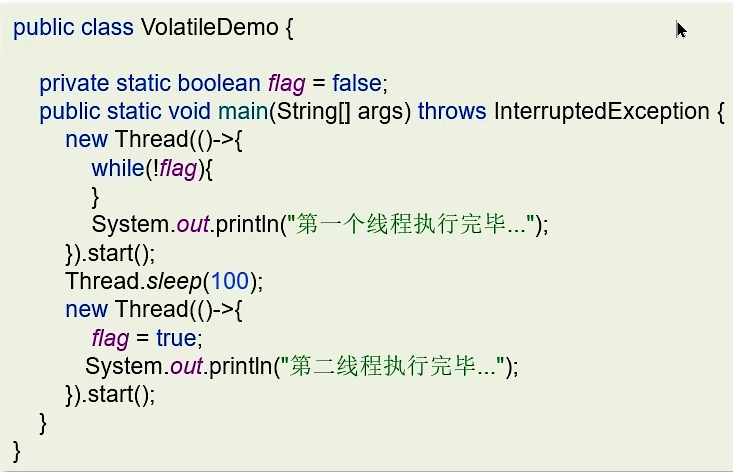 public class VolatileDemo {
private static boolean flag = false;
public static void main(String[] args) throws InterruptedException {
new Thread(()->{
while(!flag){
}
System.out.println("第一个线程执行完毕...");
}).start();
Thread.sleep(100);
new Thread(()->{
flag = true;
System.out.println("第二线程执行完毕...");
}).start();
}
}